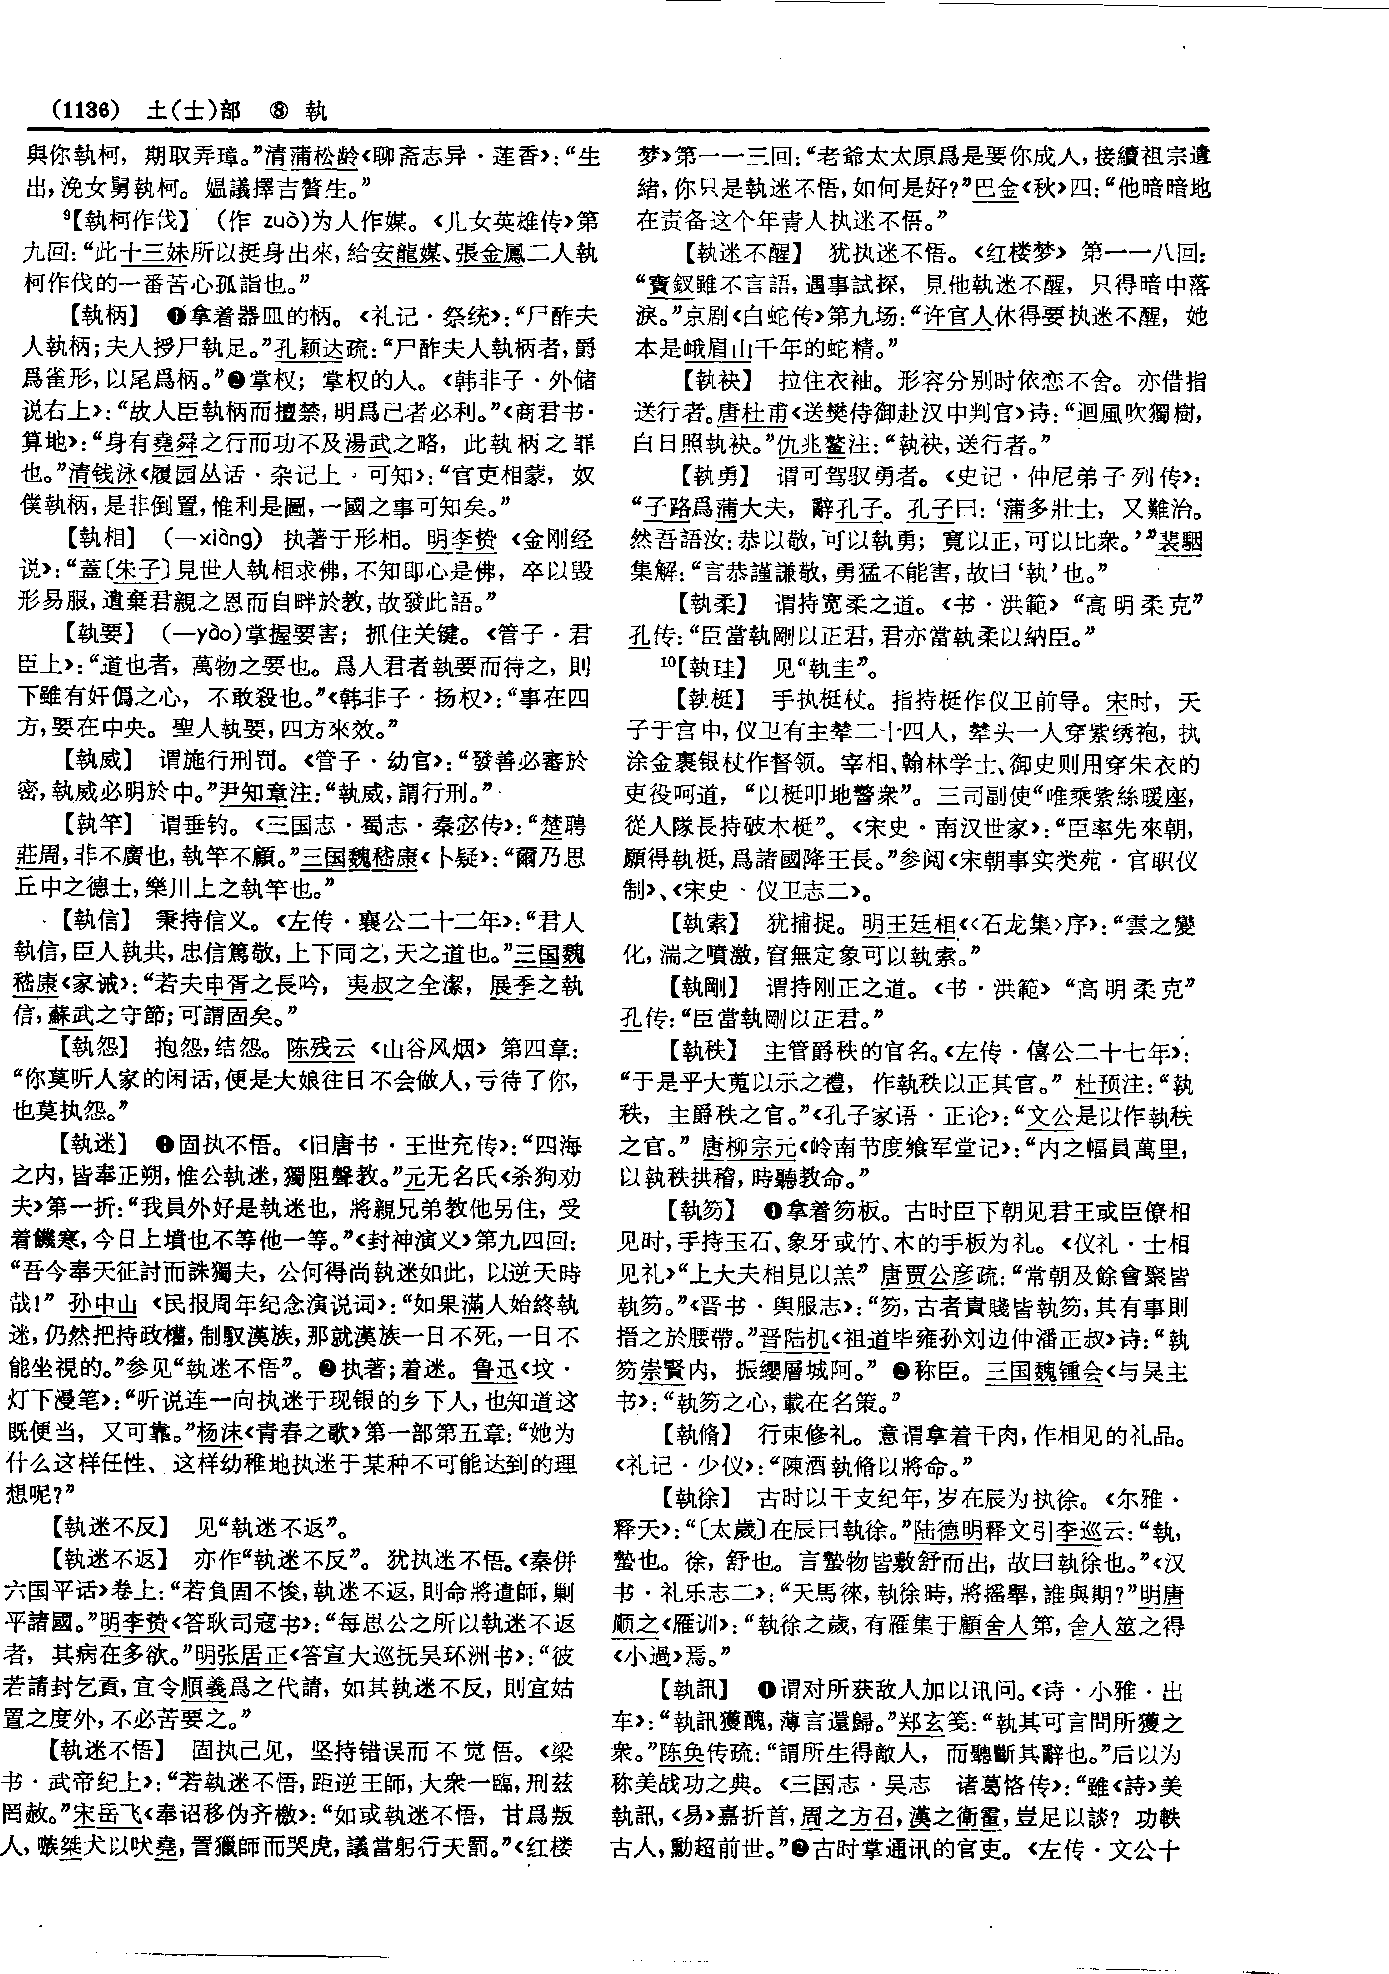 (1136) 土(士)部 ⑧ 執
與你執柯，期取弄璋。”清蒲松龄《聊斋志异·莲香》：“生
出，浼女舅執柯。媪議擇吉贅生。”
⁹【執柯作伐】 (作 zuò)为人作媒。《儿女英雄传》第
九回：“此十三妹所以挺身出來，給安龍媒、張金鳳二人執
柯作伐的一番苦心孤詣也。”
【執柄】 ❶拿着器皿的柄。《礼记·祭统》：“尸酢夫
人執柄；夫人授尸執足。”孔颖达疏：“尸酢夫人執柄者，爵
爲雀形，以尾爲柄。”❷掌权；掌权的人。《韩非子·外储
说右上》：“故人臣執柄而擅禁，明爲己者必利。”《商君书·
算地》：“身有堯舜之行而功不及湯武之略，此執柄之罪
也。”清钱泳《履园丛话·杂记上·可知》：“官吏相蒙，奴
僕執柄，是非倒置，惟利是圖，一國之事可知矣。”
【執相】 (—xiàng) 执著于形相。明李贽《金刚经
说》：“蓋〔朱子〕見世人執相求佛，不知即心是佛，卒以毁
形易服，遺棄君親之恩而自畔於教，故發此語。”
【執要】 (—yào)掌握要害；抓住关键。《管子·君
臣上》：“道也者，萬物之要也。爲人君者執要而待之，則
下雖有奸僞之心，不敢殺也。”《韩非子·扬权》：“事在四
方，要在中央。聖人執要，四方來效。”
【執威】 谓施行刑罚。《管子·幼官》：“發善必審於
密，執威必明於中。”尹知章注：“執威，謂行刑。”
【執竿】 谓垂钓。《三国志·蜀志·秦宓传》：“楚聘
莊周，非不廣也，執竿不顧。”三国魏嵇康《卜疑》：“爾乃思
丘中之德士，樂川上之執竿也。”
【執信】 秉持信义。《左传·襄公二十二年》：“君人
執信，臣人執共，忠信篤敬，上下同之，天之道也。”三国魏
嵇康《家诫》：“若夫申胥之長吟，夷叔之全潔，展季之執
信，蘇武之守節；可謂固矣。”
【執怨】 抱怨，结怨。陈残云《山谷风烟》第四章：
“你莫听人家的闲话，便是大娘往日不会做人，亏待了你，
也莫执怨。”
【執迷】 ❶固执不悟。《旧唐书·王世充传》：“四海
之内，皆奉正朔，惟公執迷，獨阻聲教。”元无名氏《杀狗劝
夫》第一折：“我員外好是執迷也，將親兄弟教他另住，受
着饑寒，今日上墳也不等他一等。”《封神演义》第九四回：
“吾今奉天征討而誅獨夫，公何得尚執迷如此，以逆天時
哉！”孙中山《民报周年纪念演说词》：“如果滿人始終執
迷，仍然把持政權，制馭漢族，那就漢族一日不死，一日不
能坐視的。”参见“執迷不悟”。❷执著；着迷。鲁迅《坟·
灯下漫笔》：“听说连一向执迷于现银的乡下人，也知道这
既便当，又可靠。”杨沫《青春之歌》第一部第五章：“她为
什么这样任性、这样幼稚地执迷于某种不可能达到的理
想呢？”
【執迷不反】 见“執迷不返”。
【執迷不返】 亦作“執迷不反”。犹执迷不悟。《秦併
六国平话》卷上：“若負固不悛，執迷不返，則命將遣師，剿
平諸國。”明李贽《答耿司寇书》：“每思公之所以執迷不返
者，其病在多欲。”明张居正《答宣大巡抚吴环洲书》：“彼
若請封乞貢，宜令順義爲之代請，如其執迷不反，則宜姑
置之度外，不必苦要之。”
【執迷不悟】 固执己见，坚持错误而不觉悟。《梁
书·武帝纪上》：“若執迷不悟，距逆王師，大衆一臨，刑兹
罔赦。”宋岳飞《奉诏移伪齐檄》：“如或執迷不悟，甘爲叛
人，嗾桀犬以吠堯，詈獵師而哭虎，議當躬行天罰。”《红楼
梦》第一一三回：“老爺太太原爲是要你成人，接續祖宗遺
緒，你只是執迷不悟，如何是好？”巴金《秋》四：“他暗暗地
在责备这个年青人执迷不悟。”
【執迷不醒】 犹执迷不悟。《红楼梦》第一一八回：
“寶釵雖不言語，遇事試探，見他執迷不醒，只得暗中落
淚。”京剧《白蛇传》第九场：“许官人休得要执迷不醒，她
本是峨眉山千年的蛇精。”
【執袂】 拉住衣袖。形容分别时依恋不舍。亦借指
送行者。唐杜甫《送樊侍御赴汉中判官》诗：“迴風吹獨樹，
白日照執袂。”仇兆鳌注：“執袂，送行者。”
【執勇】 谓可驾驭勇者。《史记·仲尼弟子列传》：
“子路爲蒲大夫，辭孔子。孔子曰：‘蒲多壯士，又難治。
然吾語汝：恭以敬，可以執勇；寬以正，可以比衆。’”裴駰
集解：“言恭謹謙敬，勇猛不能害，故曰‘執’也。”
【執柔】 谓持宽柔之道。《书·洪範》“高明柔克”
孔传：“臣當執剛以正君，君亦當執柔以納臣。”
¹⁰【執珪】 见“執圭”。
【執梃】 手执梃杖。指持梃作仪卫前导。宋时，天
子于宫中，仪卫有主辇二十四人，辇头一人穿紫绣袍，执
涂金裹银杖作督领。宰相、翰林学士、御史则用穿朱衣的
吏役呵道，“以梃叩地警衆”。三司副使“唯乘紫絲暖座，
從人隊長持破木梃”。《宋史·南汉世家》：“臣率先來朝，
願得執梃，爲諸國降王長。”参阅《宋朝事实类苑·官职仪
制》、《宋史·仪卫志二》。
【執索】 犹捕捉。明王廷相《〈石龙集〉序》：“雲之變
化，湍之噴激，窅無定象可以執索。”
【執剛】 谓持刚正之道。《书·洪範》“高明柔克”
孔传：“臣當執剛以正君。”
【執秩】 主管爵秩的官名。《左传·僖公二十七年》：
“于是乎大蒐以示之禮，作執秩以正其官。”杜预注：“執
秩，主爵秩之官。”《孔子家语·正论》：“文公是以作執秩
之官。”唐柳宗元《岭南节度飨军堂记》：“内之幅員萬里，
以執秩拱稽，時聽教命。”
【執笏】 ❶拿着笏板。古时臣下朝见君王或臣僚相
见时，手持玉石、象牙或竹、木的手板为礼。《仪礼·士相
见礼》“上大夫相見以羔”唐贾公彦疏：“常朝及餘會聚皆
執笏。”《晋书·舆服志》：“笏，古者貴賤皆執笏，其有事則
搢之於腰帶。”晋陆机《祖道毕雍孙刘边仲潘正叔》诗：“執
笏崇賢内，振纓層城阿。”❷称臣。三国魏锺会《与吴主
书》：“執笏之心，載在名策。”
【執脩】 行束修礼。意谓拿着干肉，作相见的礼品。
《礼记·少仪》：“陳酒執脩以將命。”
【執徐】 古时以干支纪年，岁在辰为执徐。《尔雅·
释天》：“〔太歲〕在辰曰執徐。”陆德明释文引李巡云：“執，
蟄也。徐，舒也。言蟄物皆敷舒而出，故曰執徐也。”《汉
书·礼乐志二》：“天馬徠，執徐時，將摇舉，誰與期？”明唐
顺之《雁训》：“執徐之歲，有雁集于顧舍人第，舍人筮之得
《小過》焉。”
【執訊】 ❶谓对所获敌人加以讯问。《诗·小雅·出
车》：“執訊獲醜，薄言還歸。”郑玄笺：“執其可言問所獲之
衆。”陈奂传疏：“謂所生得敵人，而聽斷其辭也。”后以为
称美战功之典。《三国志·吴志 诸葛恪传》：“雖《詩》美
執訊，《易》嘉折首，周之方召，漢之衛霍，豈足以談？功軼
古人，勳超前世。”❷古时掌通讯的官吏。《左传·文公十